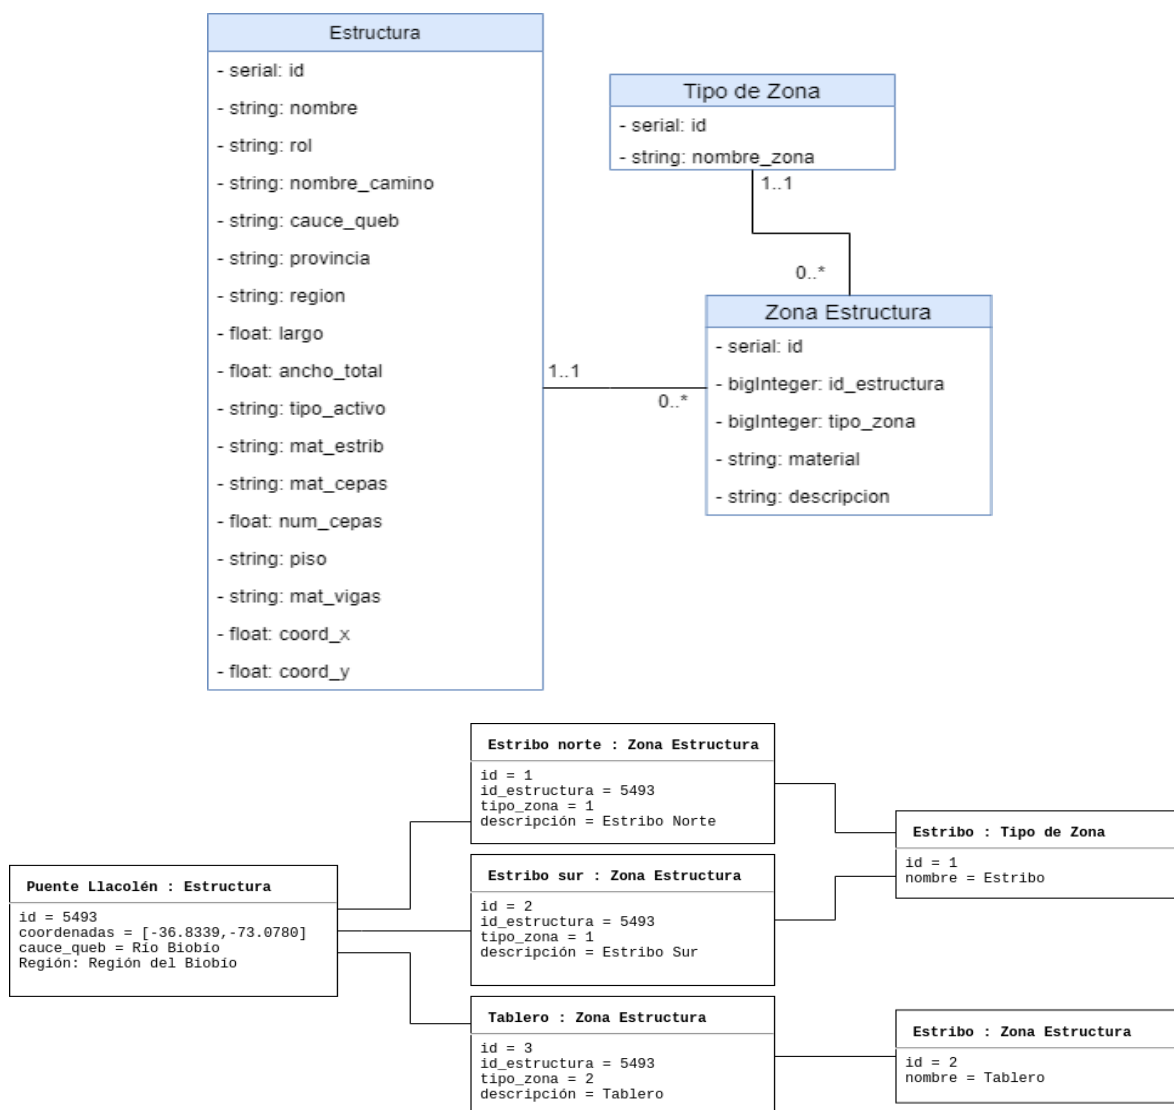 Estructura
- serial: id
- string: nombre
- string: rol
- string: nombre_camino
- string: cauce_queb
- string: provincia
- string: region
- float: largo
- float: ancho_total
- string: tipo_activo
- string: mat_estrib
- string: mat_cepas
- float: num_cepas
- string: piso
- string: mat_vigas
- float: coord_x
- float: coord_y
Tipo de Zona
- serial: id
- string: nombre_zona
1..1
0..*
Zona Estructura
- serial: id
- bigInteger: id_estructura
- bigInteger: tipo_zona
- string: material
- string: descripcion
1..1
0..*
Puente Llacolén : Estructura
id = 5493
coordenadas = [-36.8339,-73.0780]
cauce_queb = Río Biobío
Región: Región del Biobío
Estribo norte : Zona Estructura
id = 1
id_estructura = 5493
tipo_zona = 1
descripción = Estribo Norte
Estribo sur : Zona Estructura
id = 2
id_estructura = 5493
tipo_zona = 1
descripción = Estribo Sur
Tablero : Zona Estructura
id = 3
id_estructura = 5493
tipo_zona = 2
descripción = Tablero
Estribo : Tipo de Zona
id = 1
nombre = Estribo
Estribo : Zona Estructura
id = 2
nombre = Tablero